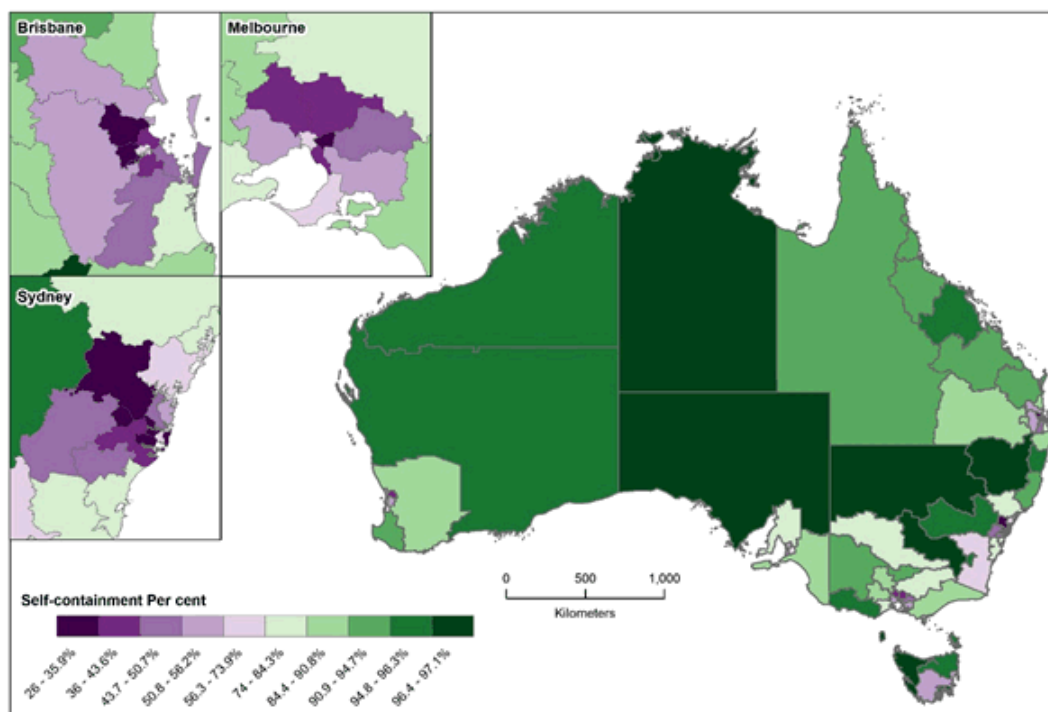 Brisbane
Melbourne
Sydney
Self-containment Per cent
26 - 35.9%
36 - 43.6%
43.7 - 50.7%
50.8 - 56.2%
56.3 - 73.9%
74 - 84.3%
84.4 - 90.8%
90.9 - 94.7%
94.8 - 96.3%
96.4 - 97.1%
0 500 1,000
Kilometers